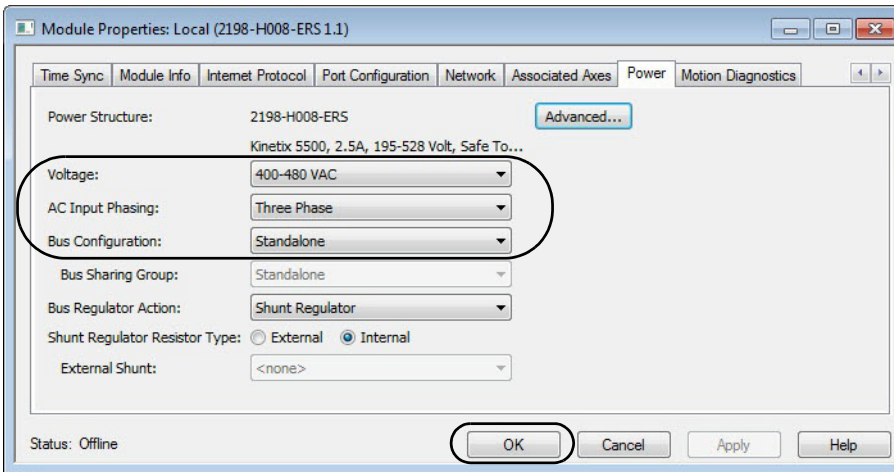 Module Properties: Local (2198-H008-ERS 1.1)
Time Sync Module Info Internet Protocol Port Configuration Network Associated Axes Power Motion Diagnostics
Power Structure: 2198-H008-ERS Advanced...
Kinetix 5500, 2.5A, 195-528 Volt, Safe To...
Voltage: 400-480 VAC
AC Input Phasing: Three Phase
Bus Configuration: Standalone
Bus Sharing Group: Standalone
Bus Regulator Action: Shunt Regulator
Shunt Regulator Resistor Type: External Internal
External Shunt: <none>
Status: Offline OK Cancel Apply Help